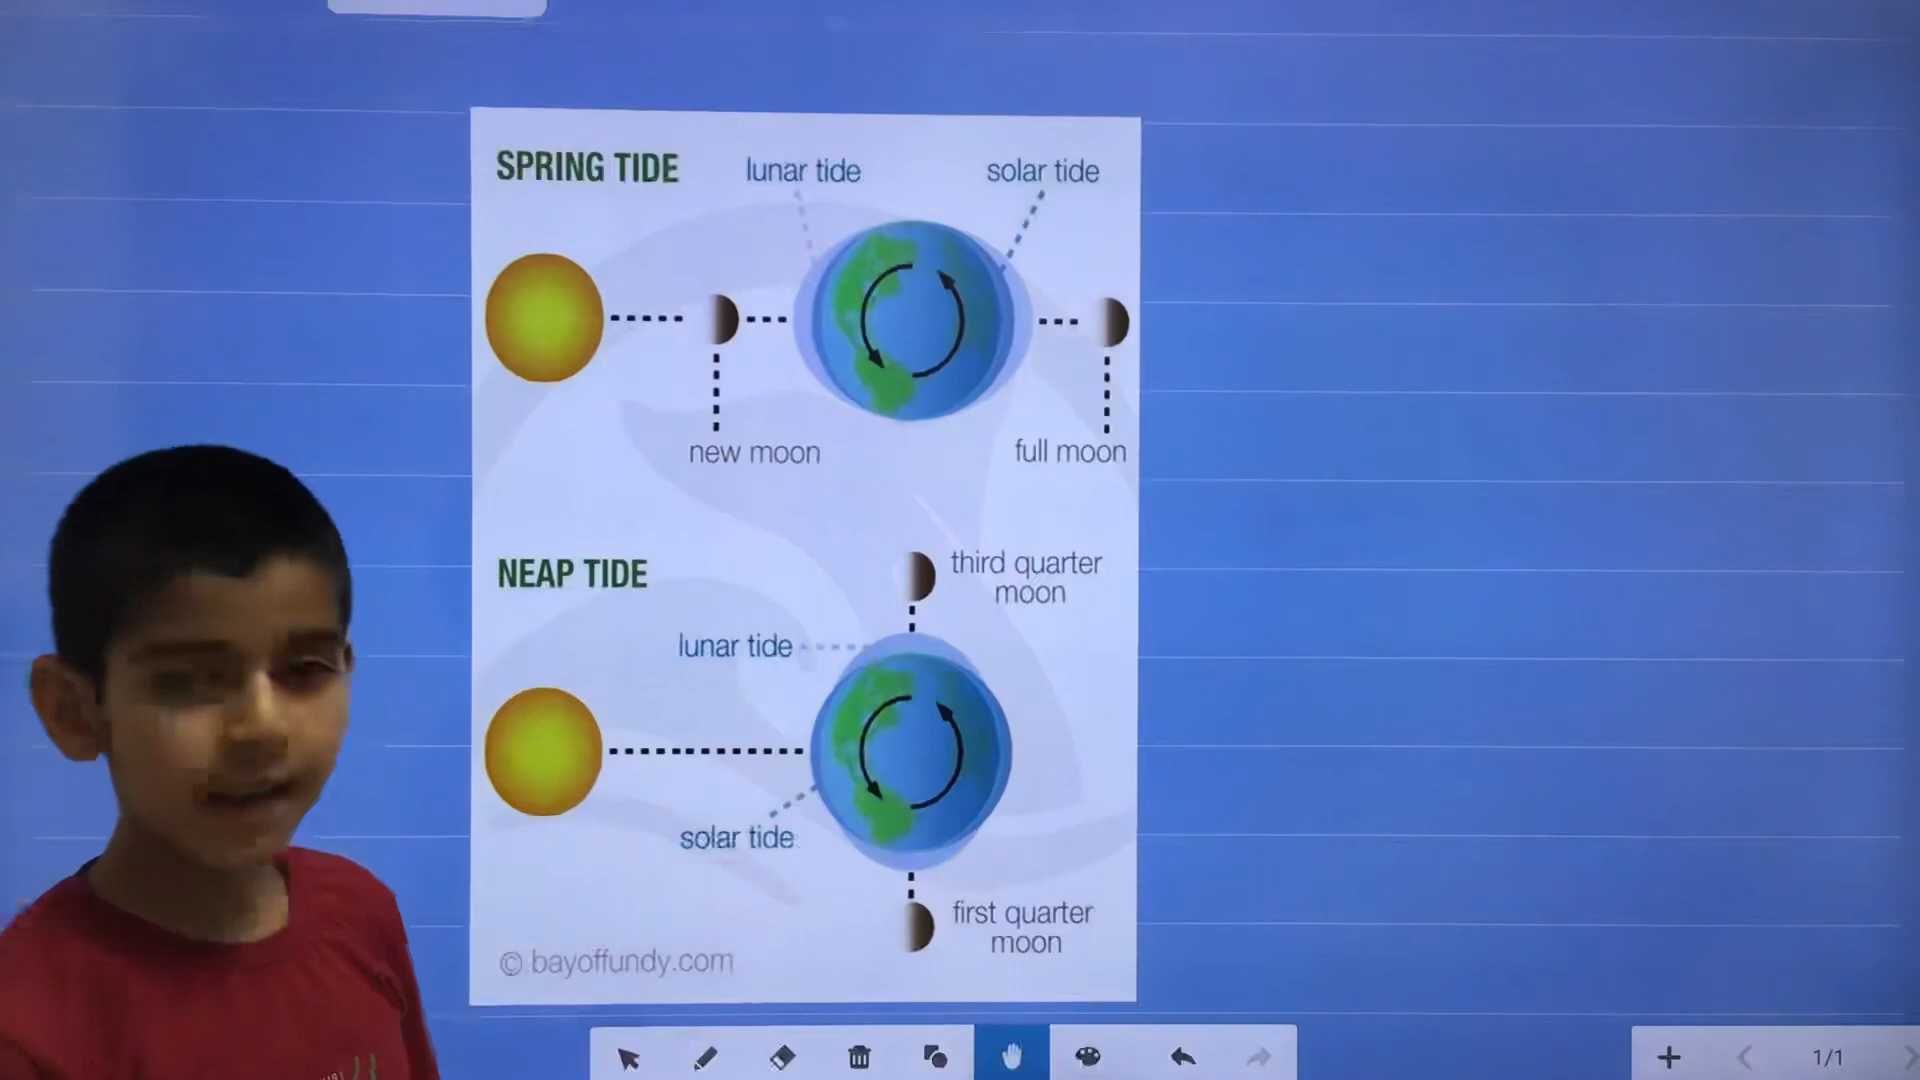 SPRING TIDE
lunar tide
solar tide
new moon
full moon
NEAP TIDE
third quarter
moon
lunar tide
solar tide
first quarter
moon
© bayoffundy.com
1/1